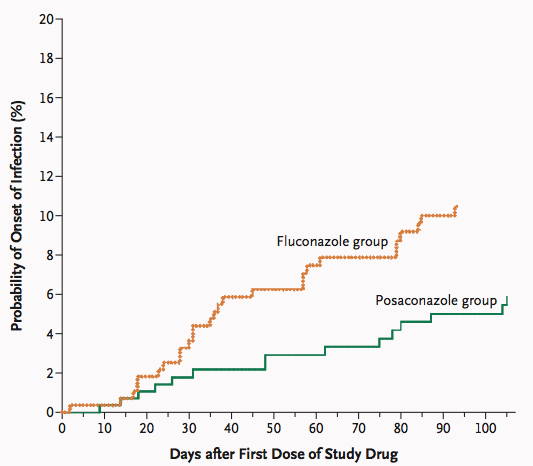 Probability of Onset of Infection (%)
20
18
16
14
12
10
8
6
4
2
0
Fluconazole group
Posaconazole group
0 10 20 30 40 50 60 70 80 90 100
Days after First Dose of Study Drug